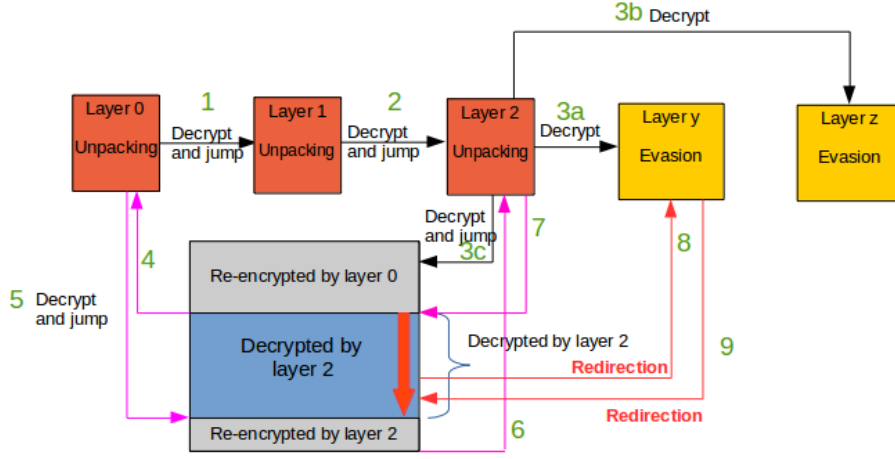 3b Decrypt
Layer 0
Unpacking
1
Decrypt
and jump
Layer 1
Unpacking
2
Decrypt
and jump
Layer 2
Unpacking
3a
Decrypt
Layer y
Evasion
Layer z
Evasion
Decrypt
and jump
3c
7
4
8
Re-encrypted by layer 0
5 Decrypt
and jump
Decrypted by
layer 2
Decrypted by layer 2
9
Redirection
Redirection
Re-encrypted by layer 2
6